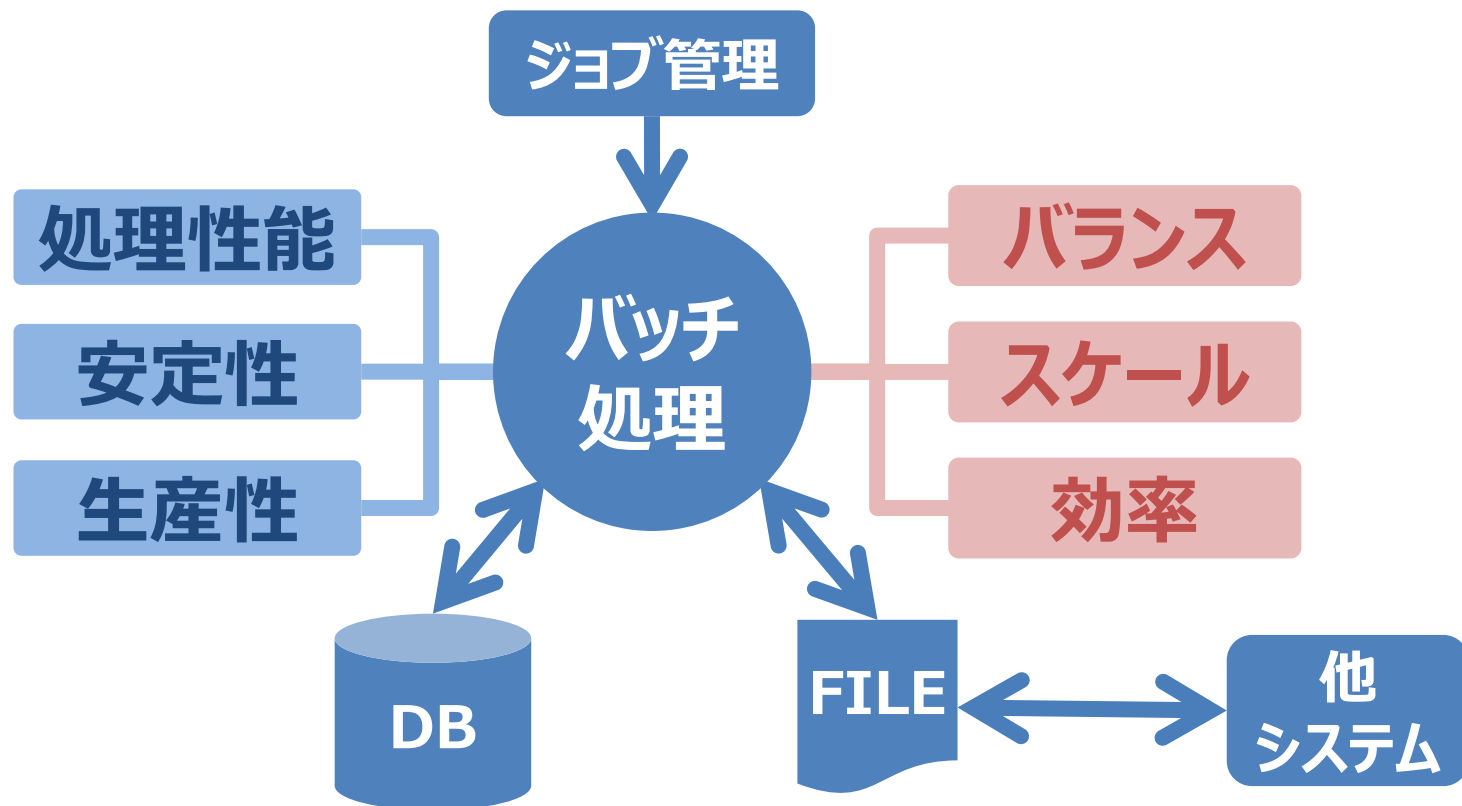 ジョブ管理
処理性能
安定性
生産性
バッチ
処理
バランス
スケール
効率
DB
FILE
他
システム